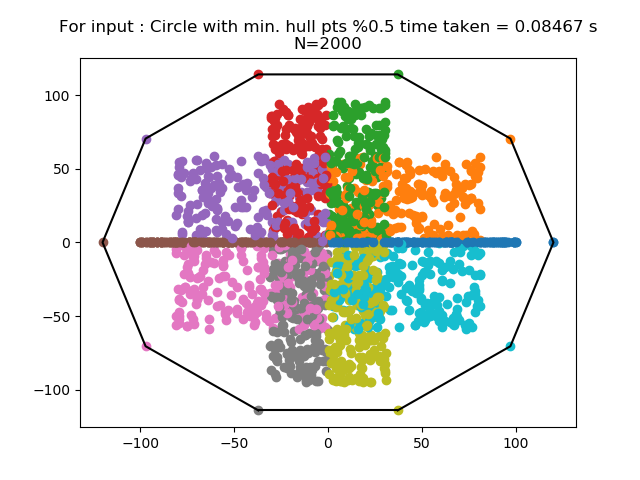 For input : Circle with min. hull pts %0.5 time taken = 0.08467 s
N=2000
100
50
0
−50
−100
−100 −50 0 50 100